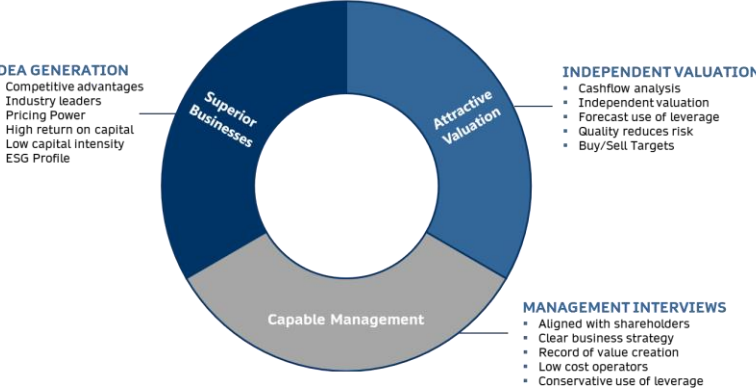 IDEA GENERATION
Competitive advantages
Industry leaders
Pricing Power
High return on capital
Low capital intensity
ESG Profile
Superior
Businesses
Attractive
Valuation
INDEPENDENT VALUATION
▪ Cashflow analysis
▪ Independent valuation
▪ Forecast use of leverage
▪ Quality reduces risk
▪ Buy/Sell Targets
Capable Management
MANAGEMENT INTERVIEWS
▪ Aligned with shareholders
▪ Clear business strategy
▪ Record of value creation
▪ Low cost operators
▪ Conservative use of leverage